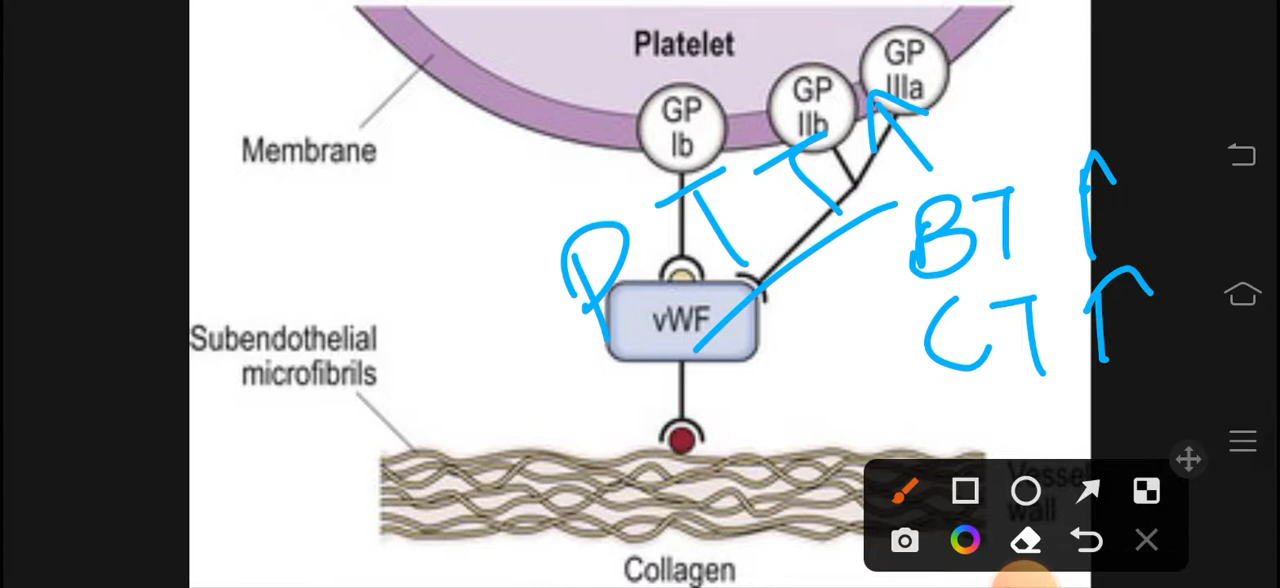 Platelet
GP
Ib
GP
IIb
GP
IIIa
Membrane
PTT ↑
BT ↑
CT ↑
vWF
Subendothelial
microfibrils
Vessel
wall
Collagen